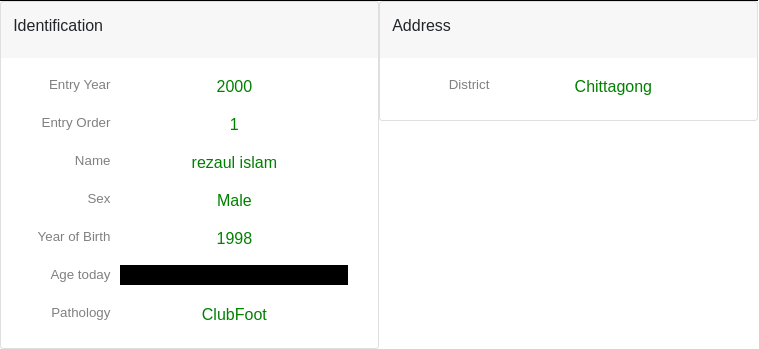 Identification
Entry Year 2000
Entry Order 1
Name rezaul islam
Sex Male
Year of Birth 1998
Age today
Pathology ClubFoot
Address
District Chittagong